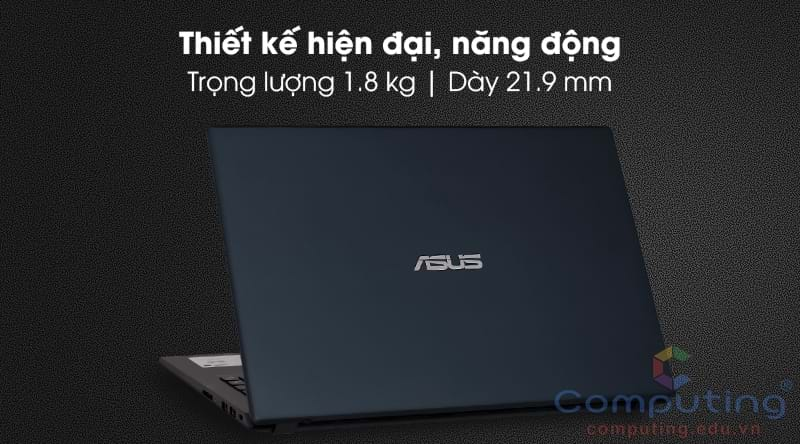 Thiết kế hiện đại, năng động
Trọng lượng 1.8 kg | Dày 21.9 mm
ASUS
Computing®
computing.edu.vn